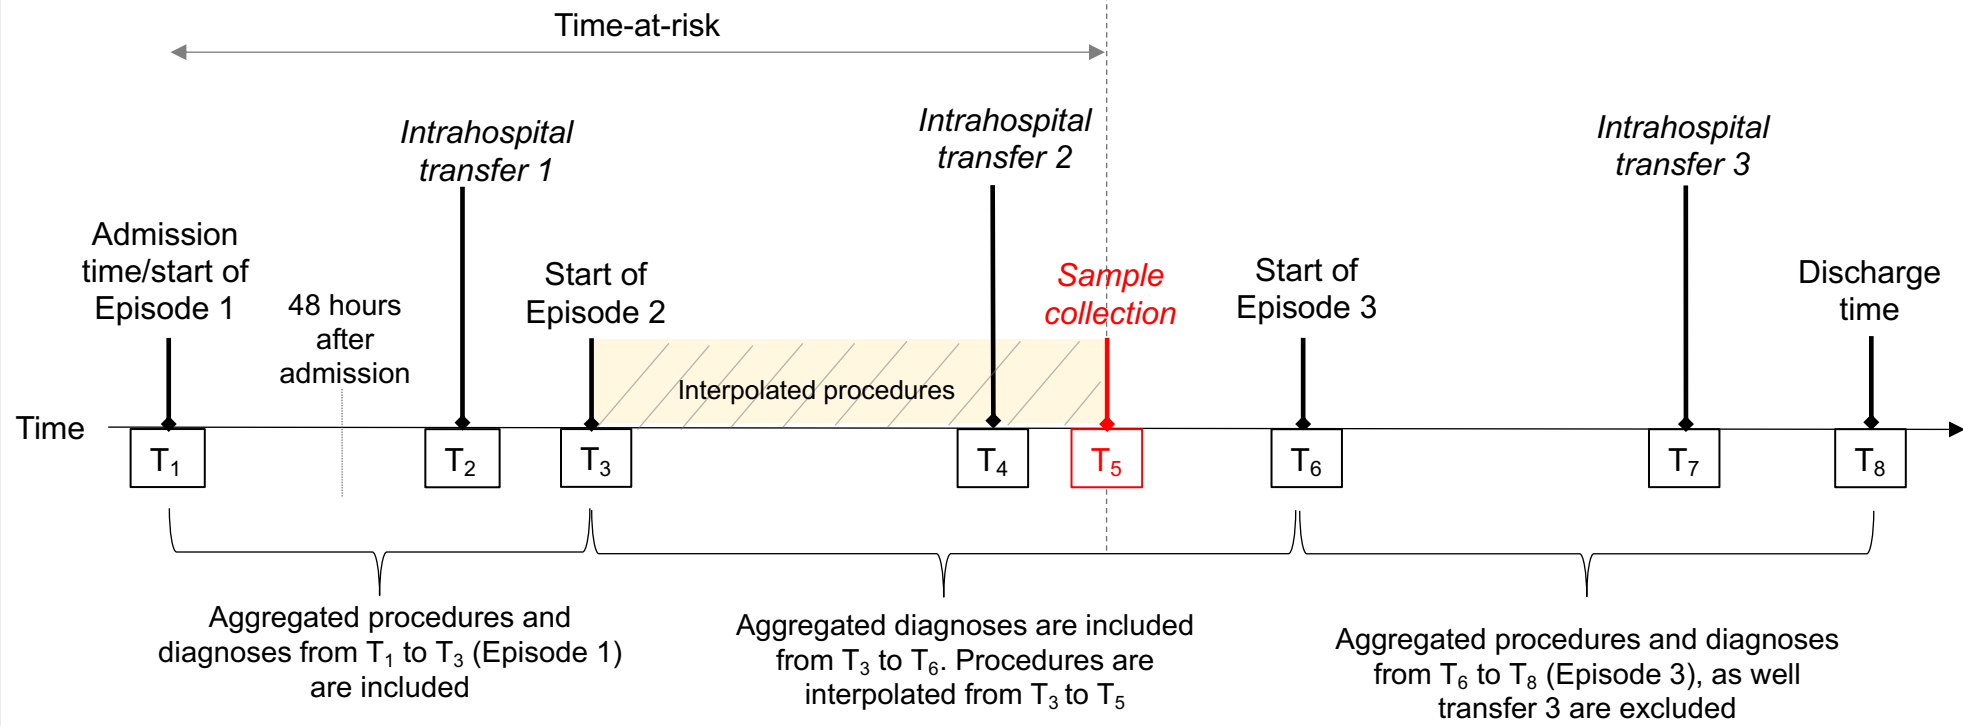 Time-at-risk
Intrahospital
transfer 1
Intrahospital
transfer 2
Intrahospital
transfer 3
Admission
time/start of
Episode 1
48 hours
after
admission
Start of
Episode 2
Sample
collection
Start of
Episode 3
Discharge
time
Interpolated procedures
Time
T1
T2
T3
T4
T5
T6
T7
T8
Aggregated procedures and
diagnoses from T1 to T3 (Episode 1)
are included
Aggregated diagnoses are included
from T3 to T6. Procedures are
interpolated from T3 to T5
Aggregated procedures and diagnoses
from T6 to T8 (Episode 3), as well
transfer 3 are excluded